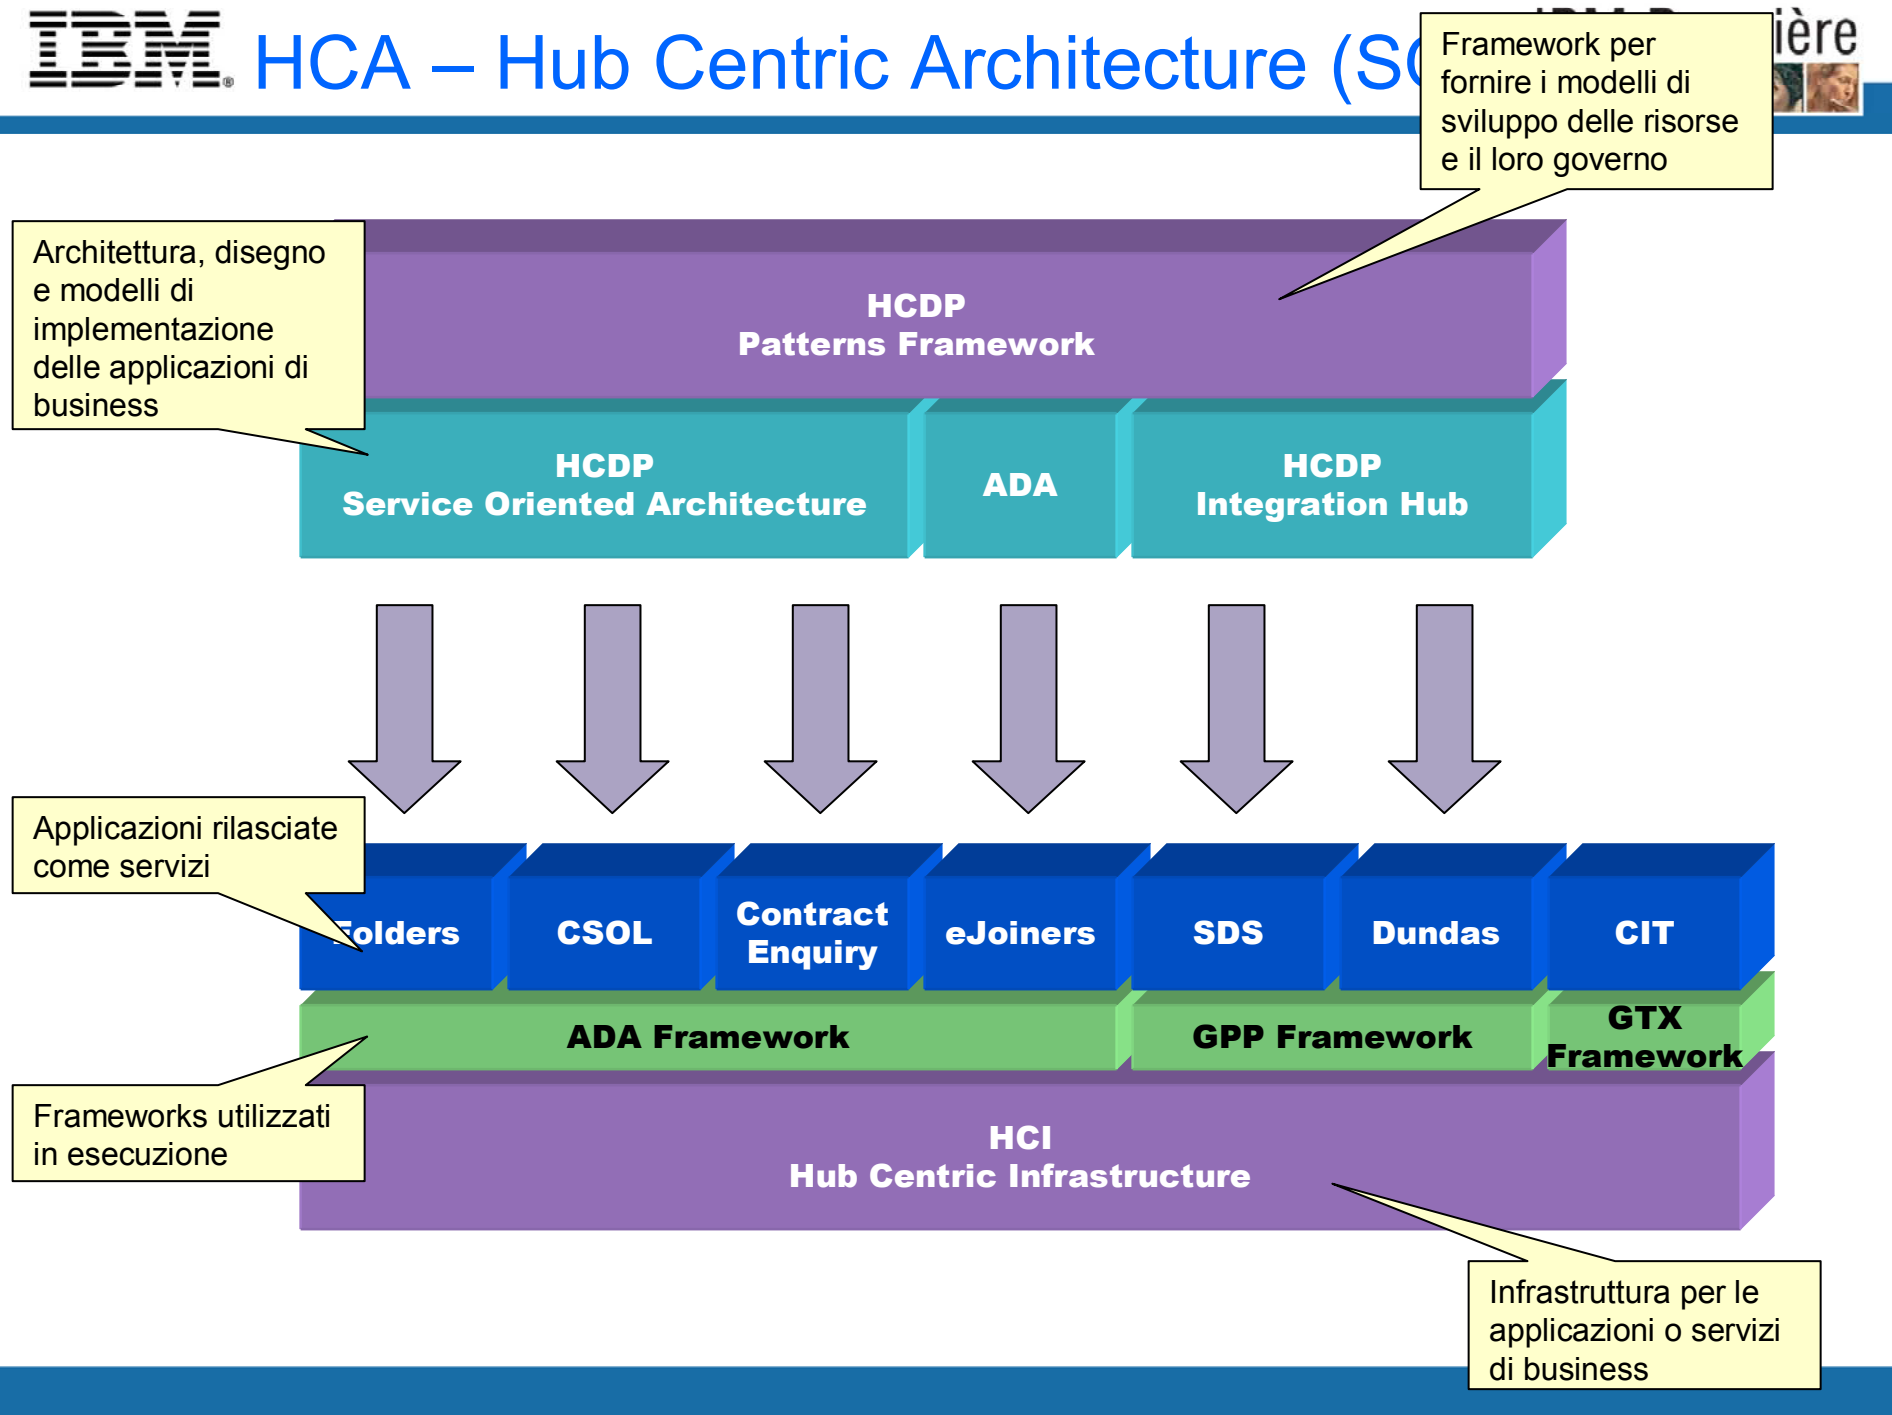 IBM
HCA – Hub Centric Architecture
ière
Framework per
fornire i modelli di
sviluppo delle risorse
e il loro governo
Architettura, disegno
e modelli di
implementazione
delle applicazioni di
business
HCDP
Patterns Framework
HCDP
Service Oriented Architecture
ADA
HCDP
Integration Hub
Applicazioni rilasciate
come servizi
Folders
CSOL
Contract
Enquiry
eJoiners
SDS
Dundas
CIT
ADA Framework
GPP Framework
GTX
Framework
Frameworks utilizzati
in esecuzione
HCI
Hub Centric Infrastructure
Infrastruttura per le
applicazioni o servizi
di business